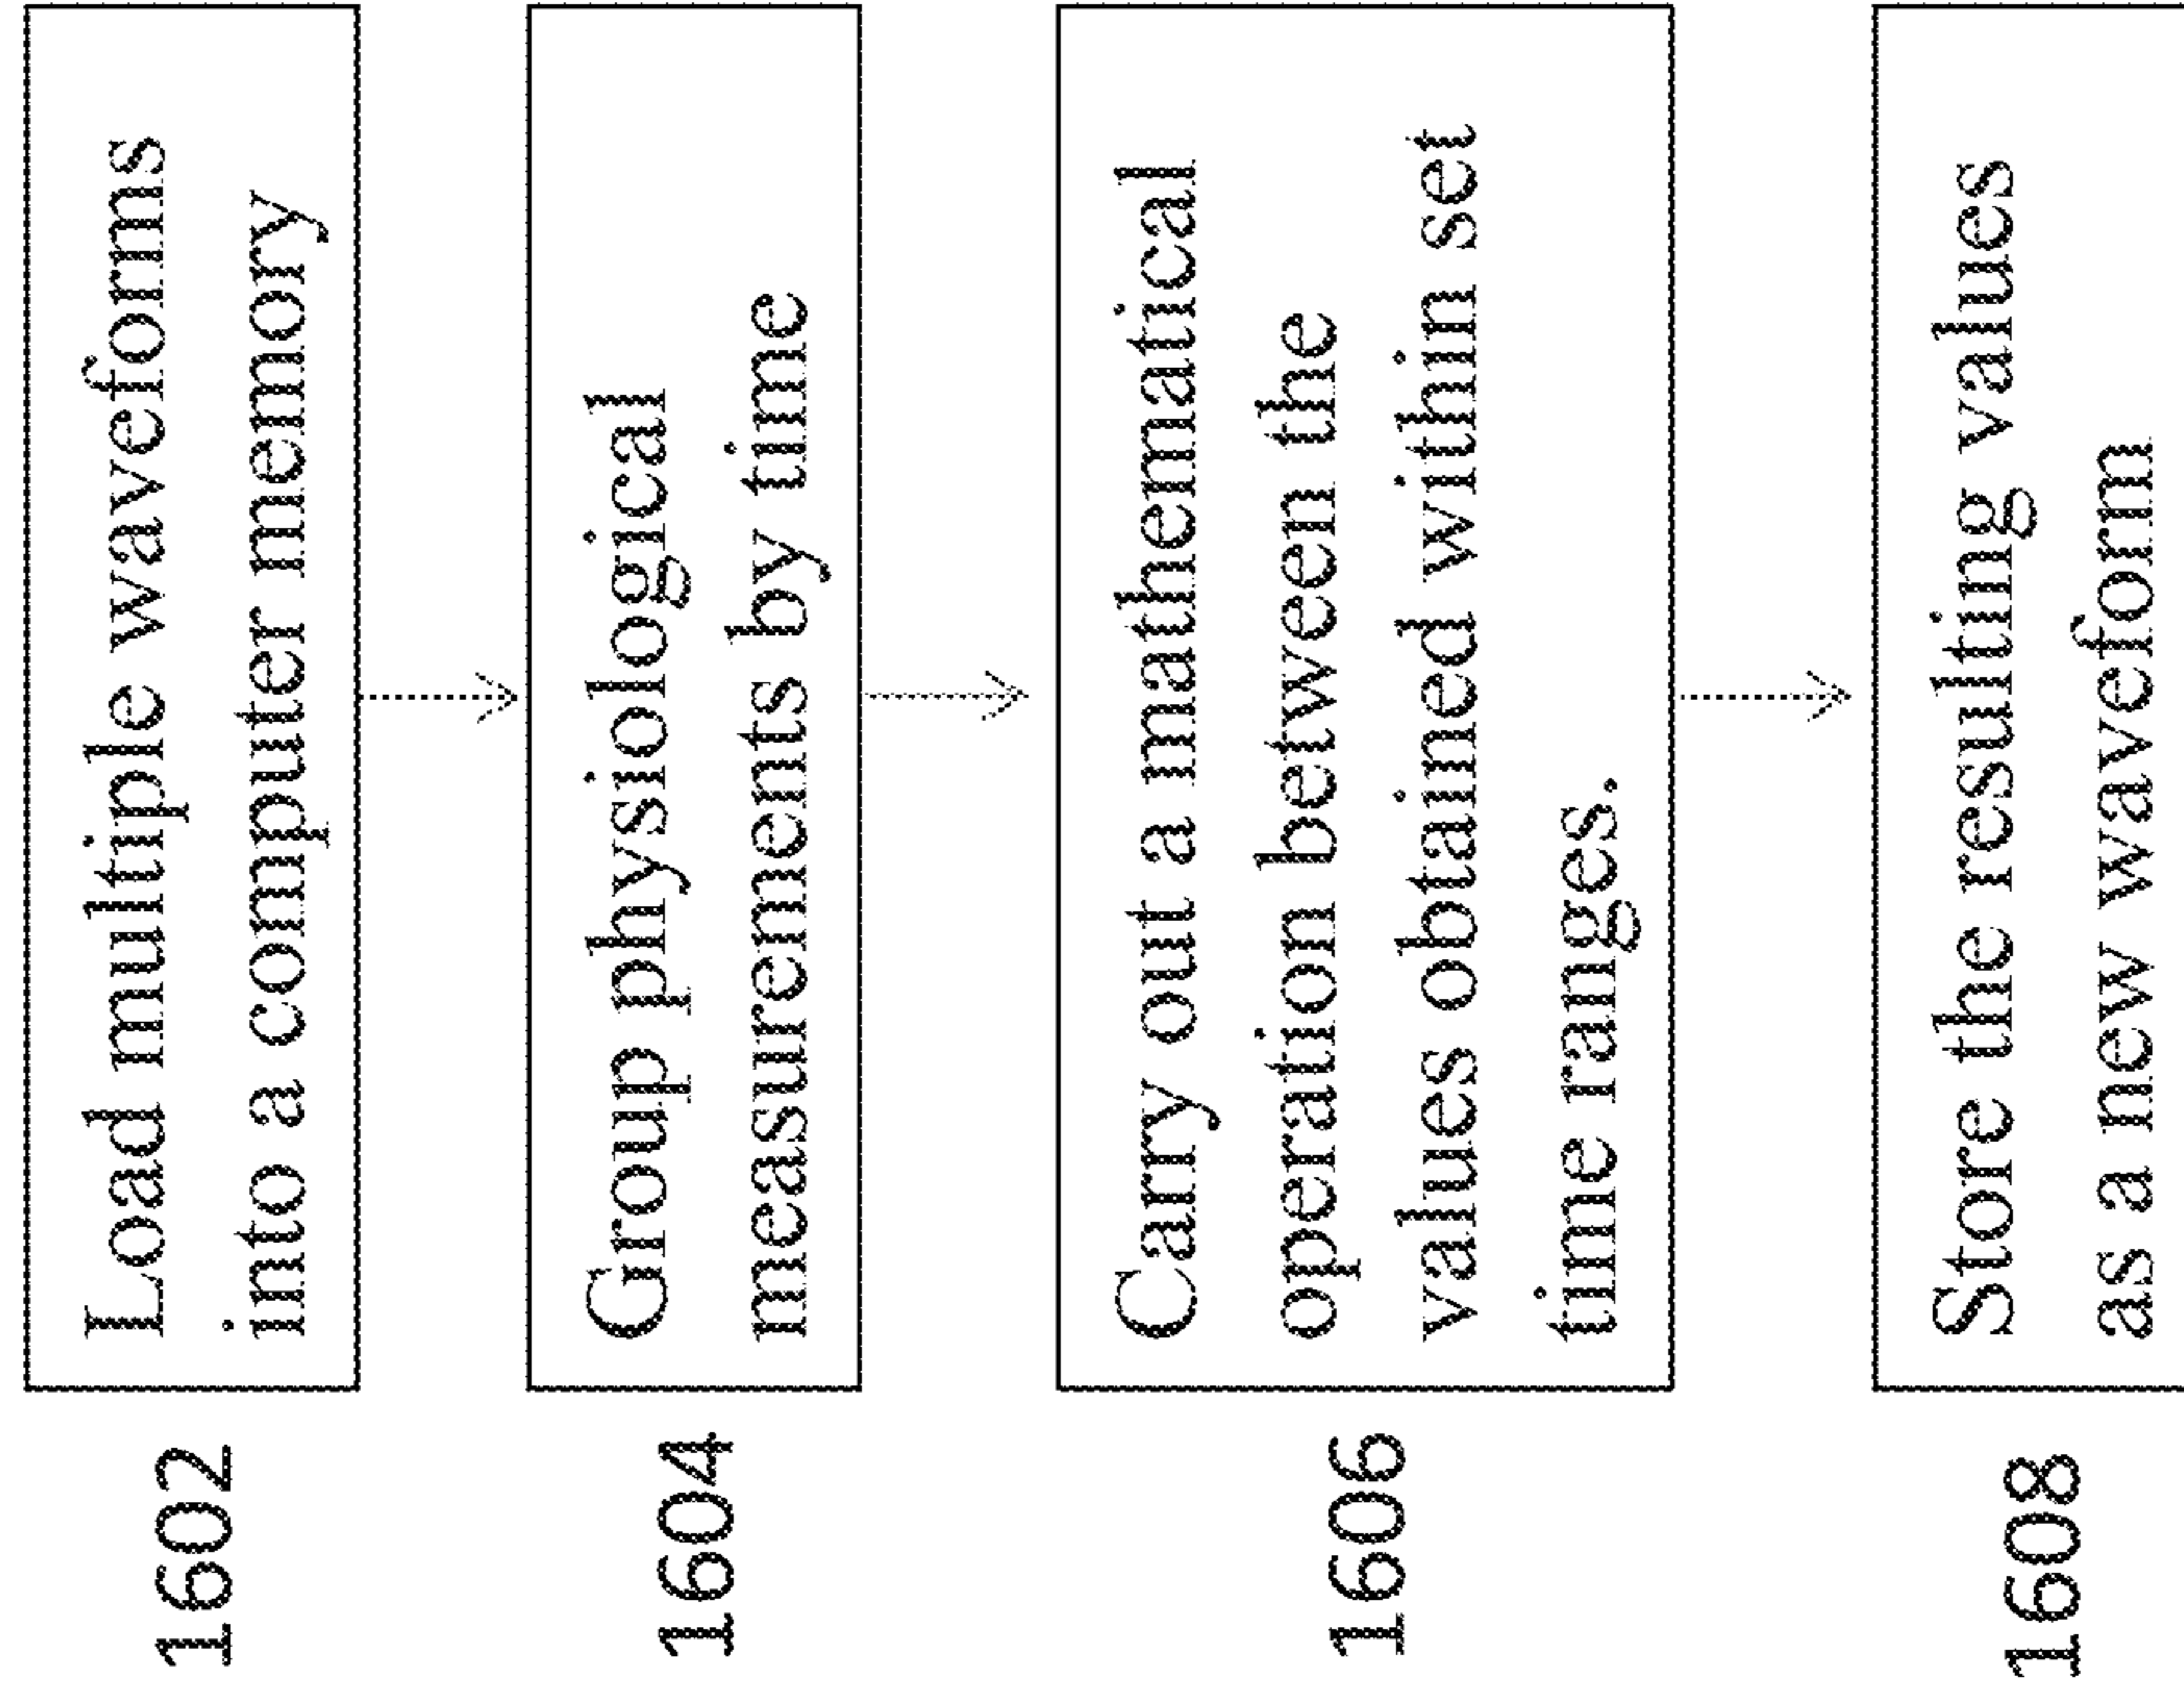 1602
Load multiple waveforms
into a computer memory
1604
Group physiological
measurements by time
1606
Carry out a mathematical
operation between the
values obtained within set
time ranges.
1608
Store the resulting values
as a new waveform